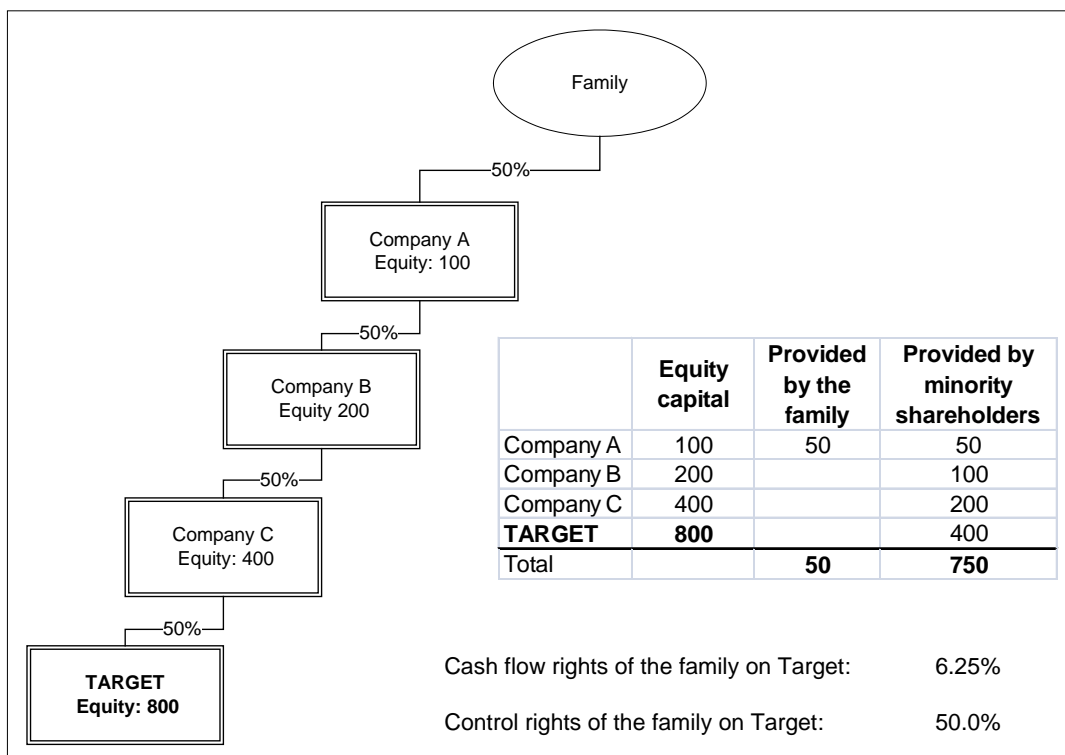 Family
50%
Company A
Equity: 100
50%
Company B
Equity 200
50%
Company C
Equity: 400
50%
TARGET
Equity: 800
Equity capital
Provided by the family
Provided by minority shareholders
Company A 100 50 50
Company B 200 100
Company C 400 200
TARGET 800 400
Total 50 750
Cash flow rights of the family on Target: 6.25%
Control rights of the family on Target: 50.0%